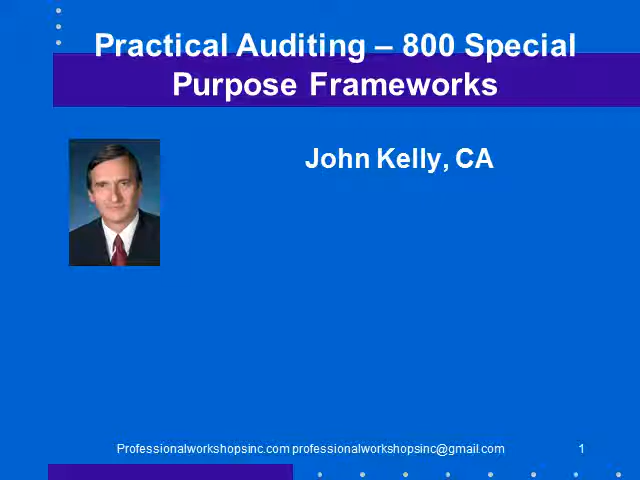 Practical Auditing – 800 Special
Purpose Frameworks
John Kelly, CA
Professionalworkshopsinc.com professionalworkshopsinc@gmail.com
1